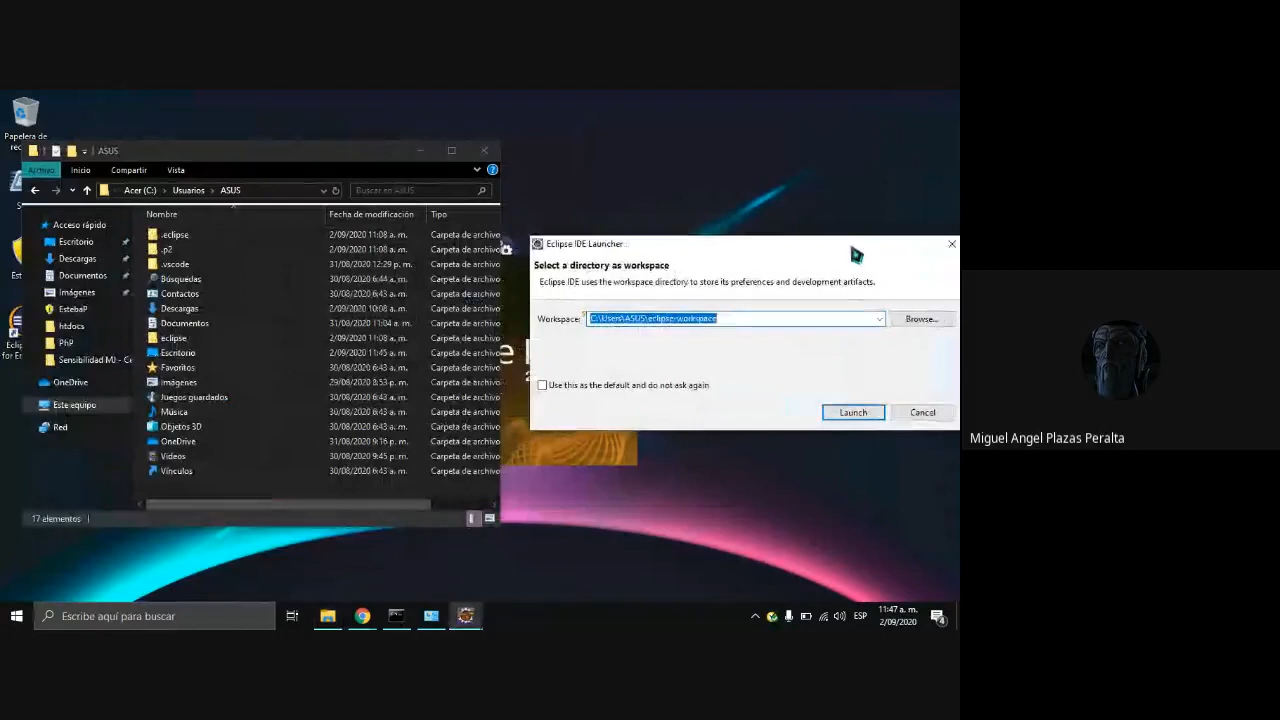 Papelera de
ASUS
Archivo Inicio Compartir Vista
Acer (C:) > Usuarios > ASUS
Buscar en ASUS
Nombre Fecha de modificación Tipo
Acceso rápido
Escritorio
Descargas
Documentos
Imágenes
EstebaP
htdocs
PhP
Sensibilidad MJ - Ce
OneDrive
Este equipo
Red
.eclipse 2/09/2020 11:08 a. m. Carpeta de archivo
.p2 2/09/2020 11:08 a. m. Carpeta de archivo
.vscode 31/08/2020 12:29 p. m. Carpeta de archivo
Búsquedas 30/08/2020 6:44 a. m. Carpeta de archivo
Contactos 30/08/2020 6:43 a. m. Carpeta de archivo
Descargas 2/09/2020 10:08 a. m. Carpeta de archivo
Documentos 31/08/2020 11:04 a. m. Carpeta de archivo
eclipse 2/09/2020 11:08 a. m. Carpeta de archivo
Escritorio 2/09/2020 11:45 a. m. Carpeta de archivo
Favoritos 30/08/2020 6:43 a. m. Carpeta de archivo
Imágenes 29/08/2020 8:53 p. m. Carpeta de archivo
Juegos guardados 30/08/2020 6:43 a. m. Carpeta de archivo
Música 30/08/2020 6:43 a. m. Carpeta de archivo
Objetos 3D 30/08/2020 6:43 a. m. Carpeta de archivo
OneDrive 31/08/2020 9:16 p. m. Carpeta de archivo
Videos 30/08/2020 9:45 p. m. Carpeta de archivo
Vínculos 30/08/2020 6:43 a. m. Carpeta de archivo
17 elementos
Eclipse IDE Launcher
Select a directory as workspace
Eclipse IDE uses the workspace directory to store its preferences and development artifacts.
Workspace: C:\Users\ASUS\eclipse-workspace Browse...
Use this as the default and do not ask again
Launch Cancel
Miguel Angel Plazas Peralta
Escribe aquí para buscar
ESP
11:47 a. m.
2/09/2020
4